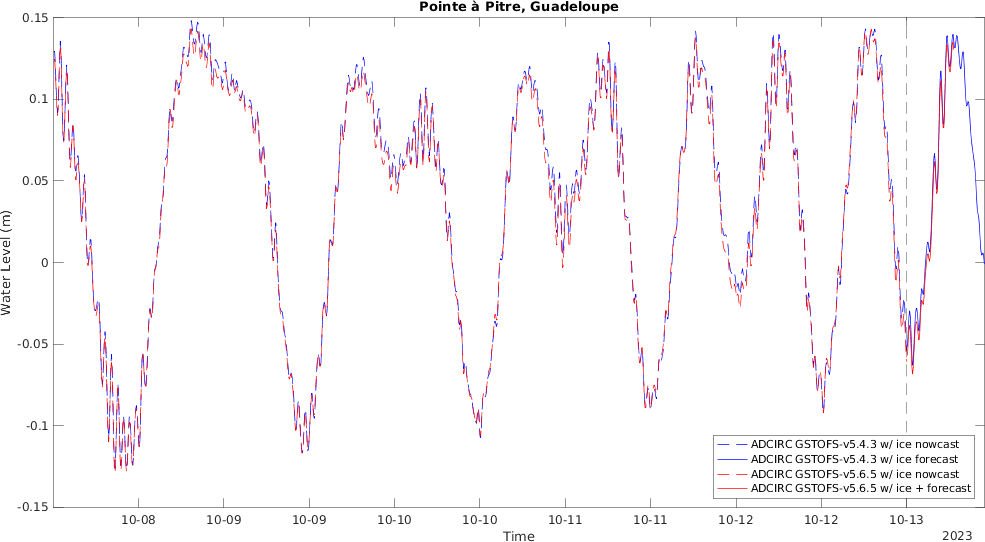 Pointe à Pitre, Guadeloupe
0.15
0.1
0.05
0
-0.05
-0.1
-0.15
Water Level (m)
10-08
10-09
10-09
10-10
10-10
10-11
10-11
10-12
10-12
10-13
Time
2023
ADCIRC GSTOFS-v5.4.3 w/ ice nowcast
ADCIRC GSTOFS-v5.4.3 w/ ice forecast
ADCIRC GSTOFS-v5.6.5 w/ ice nowcast
ADCIRC GSTOFS-v5.6.5 w/ ice + forecast